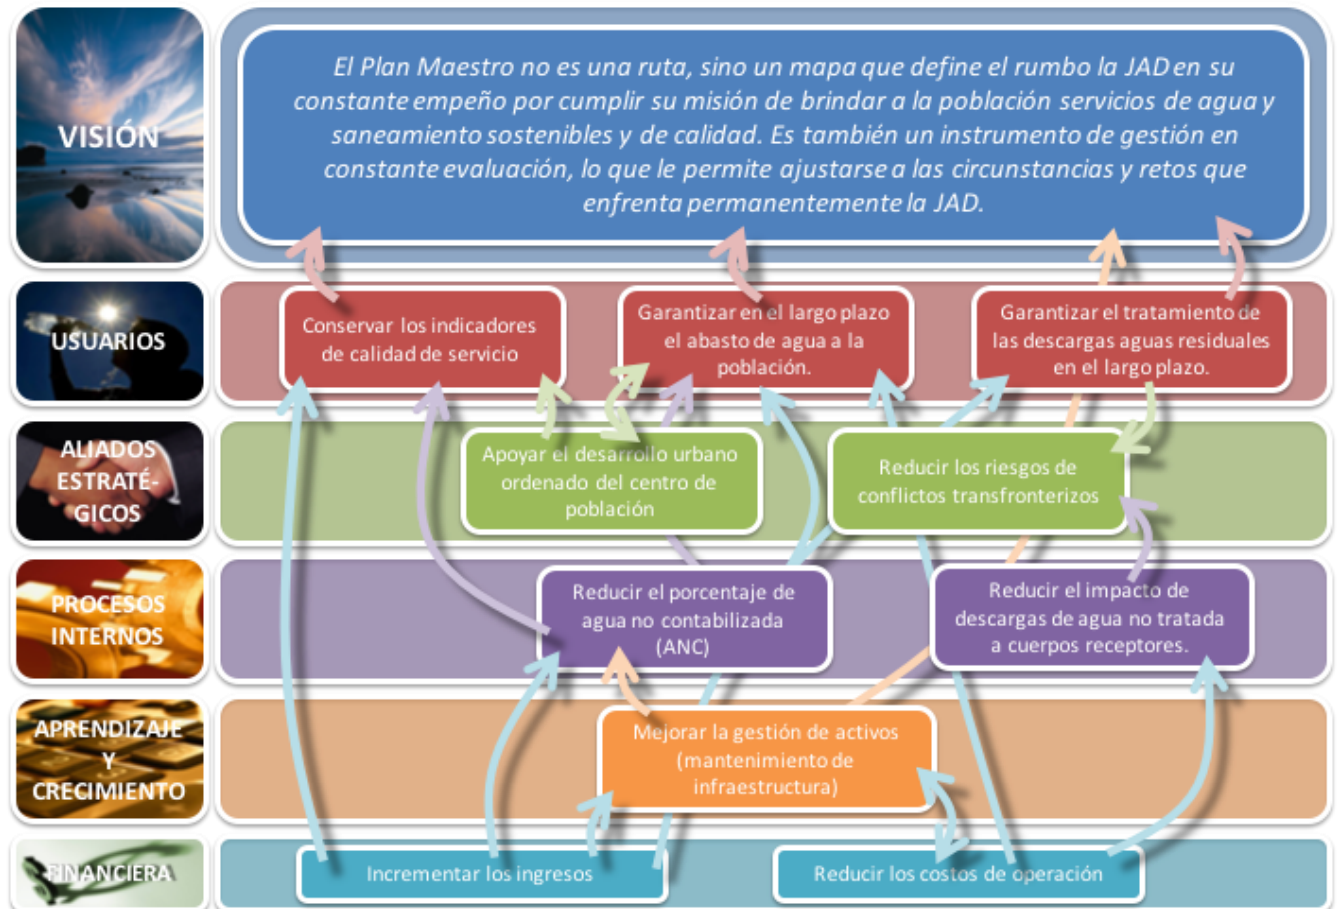 VISIÓN
El Plan Maestro no es una ruta, sino un mapa que define el rumbo la JAD en su
constante empeño por cumplir su misión de brindar a la población servicios de agua y
saneamiento sostenibles y de calidad. Es también un instrumento de gestión en
constante evaluación, lo que le permite ajustarse a las circunstancias y retos que
enfrenta permanentemente la JAD.
USUARIOS
Conservar los indicadores
de calidad de servicio
Garantizar en el largo plazo
el abasto de agua a la
población.
Garantizar el tratamiento de
las descargas aguas residuales
en el largo plazo.
ALIADOS
ESTRATÉ-
GICOS
Apoyar el desarrollo urbano
ordenado del centro de
población
Reducir los riesgos de
conflictos transfronterizos
PROCESOS
INTERNOS
Reducir el porcentaje de
agua no contabilizada
(ANC)
Reducir el impacto de
descargas de agua no tratada
a cuerpos receptores.
APRENDIZAJE
Y
CRECIMIENTO
Mejorar la gestión de activos
(mantenimiento de
infraestructura)
FINANCIERA
Incrementar los ingresos
Reducir los costos de operación